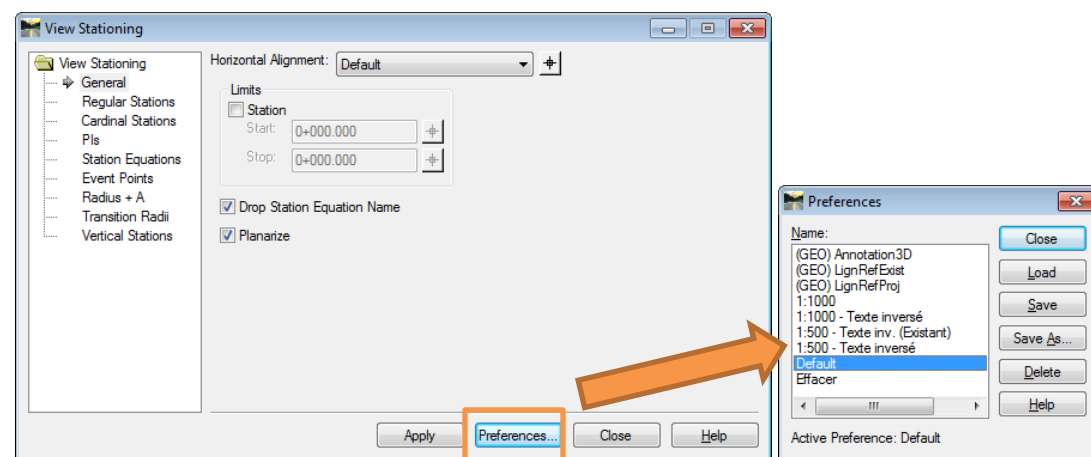 View Stationing
View Stationing
General
Regular Stations
Cardinal Stations
PIs
Station Equations
Event Points
Radius + A
Transition Radii
Vertical Stations
Horizontal Alignment: Default
Limits
Station
Start: 0+000.000
Stop: 0+000.000
Drop Station Equation Name
Planarize
Apply Preferences... Close Help
Preferences
Name:
(GEO) Annotation3D
(GEO) LignRefExist
(GEO) LignRefProj
1:1000
1:1000 - Texte inversé
1:500 - Texte inv. (Existant)
1:500 - Texte inversé
Default
Effacer
Close
Load
Save
Save As...
Delete
Help
Active Preference: Default